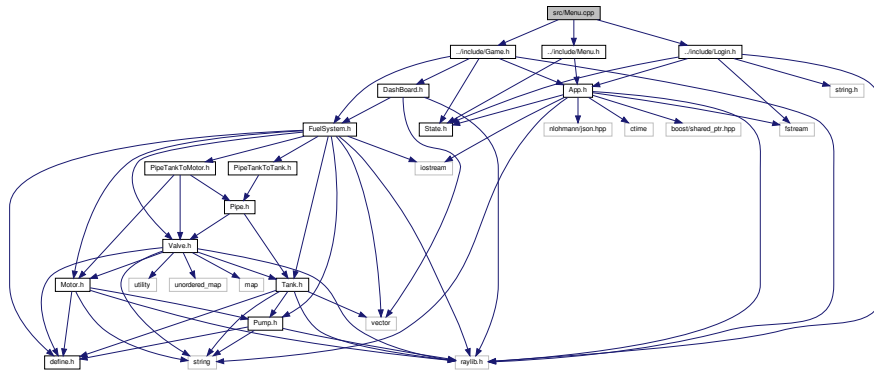 src/Menu.cpp
../include/Game.h
../include/Menu.h
../include/Login.h
DashBoard.h
App.h
string.h
FuelSystem.h
State.h
nlohmann/json.hpp
ctime
boost/shared_ptr.hpp
fstream
PipeTankToMotor.h
PipeTankToTank.h
iostream
Pipe.h
Valve.h
Motor.h
utility
unordered_map
map
Tank.h
Pump.h
vector
define.h
string
raylib.h